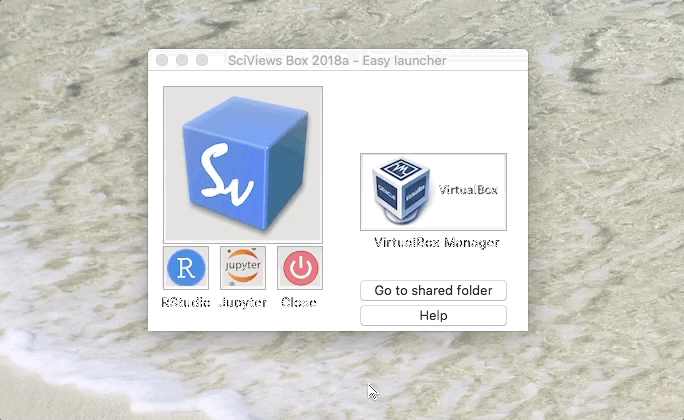 SciViews Box 2018a - Easy launcher
Sv
VirtualBox
VirtualBox Manager
R
jupyter
RStudio
Jupyter
Close
Go to shared folder
Help